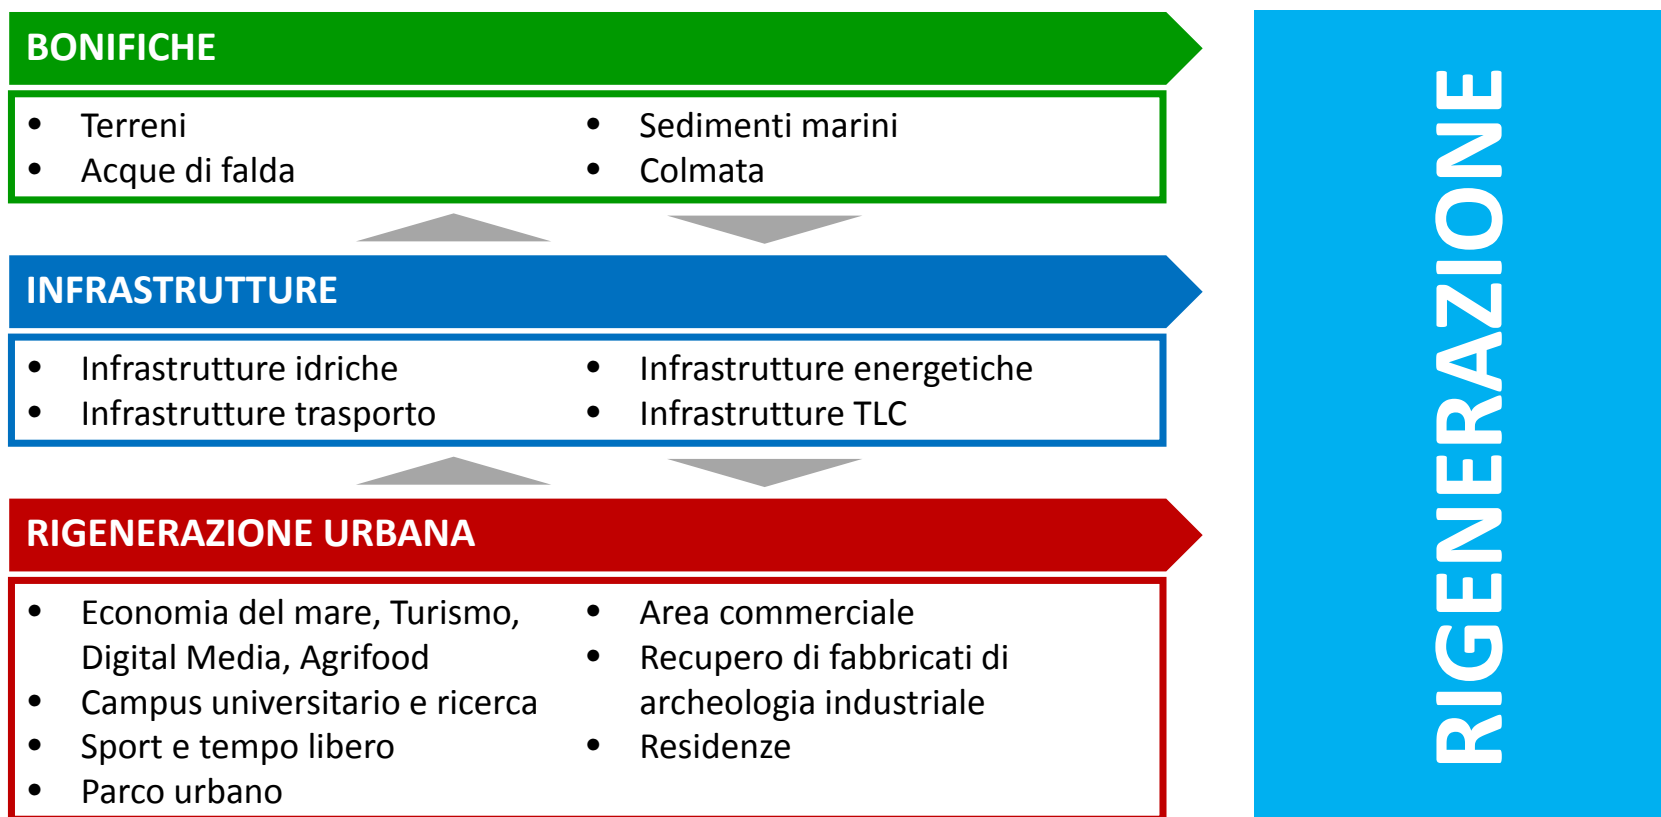 BONIFICHE
• Terreni
• Acque di falda
• Sedimenti marini
• Colmata
INFRASTRUTTURE
• Infrastrutture idriche
• Infrastrutture trasporto
• Infrastrutture energetiche
• Infrastrutture TLC
RIGENERAZIONE URBANA
• Economia del mare, Turismo,
Digital Media, Agrifood
• Campus universitario e ricerca
• Sport e tempo libero
• Parco urbano
• Area commerciale
• Recupero di fabbricati di
archeologia industriale
• Residenze
RIGENERAZIONE